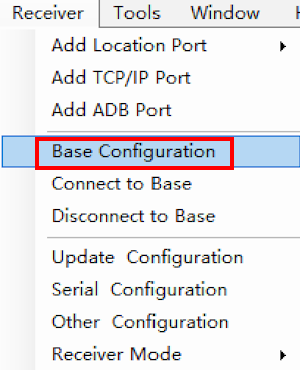 Receiver Tools Window
Add Location Port
Add TCP/IP Port
Add ADB Port
Base Configuration
Connect to Base
Disconnect to Base
Update Configuration
Serial Configuration
Other Configuration
Receiver Mode